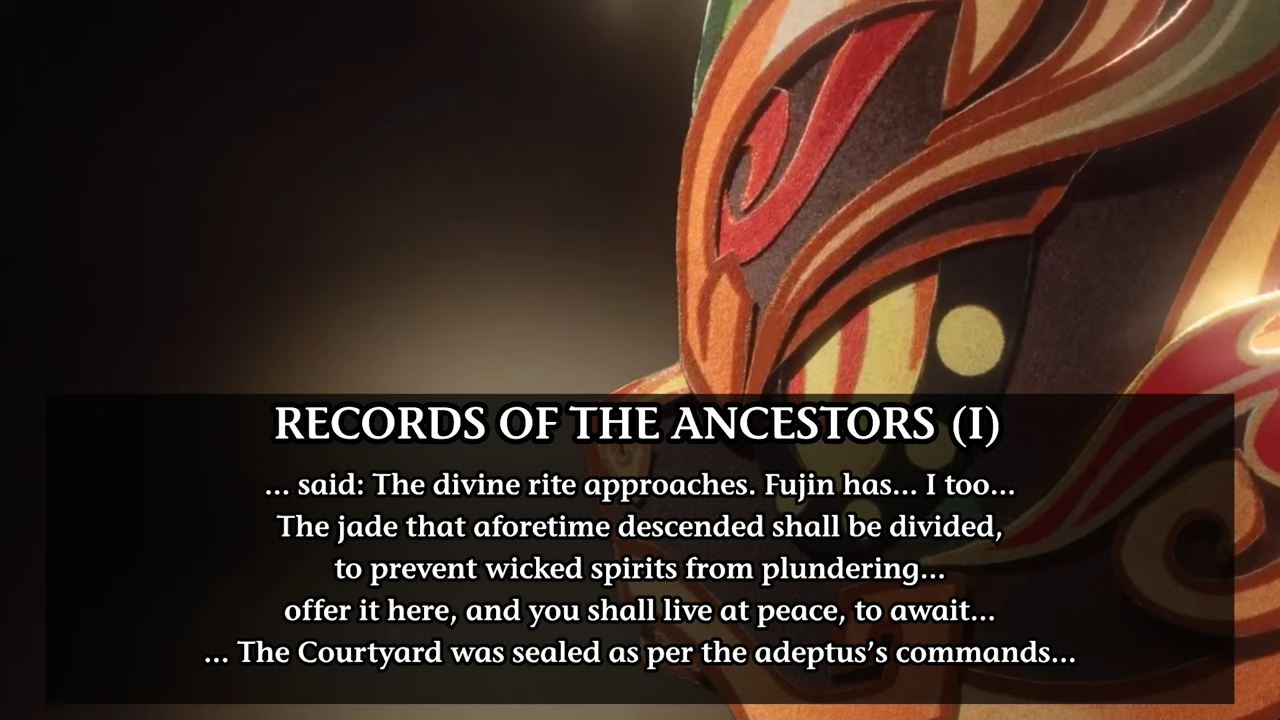 RECORDS OF THE ANCESTORS (I)
... said: The divine rite approaches. Fujin has... I too...
The jade that aforetime descended shall be divided,
to prevent wicked spirits from plundering...
offer it here, and you shall live at peace, to await...
... The Courtyard was sealed as per the adeptus's commands...